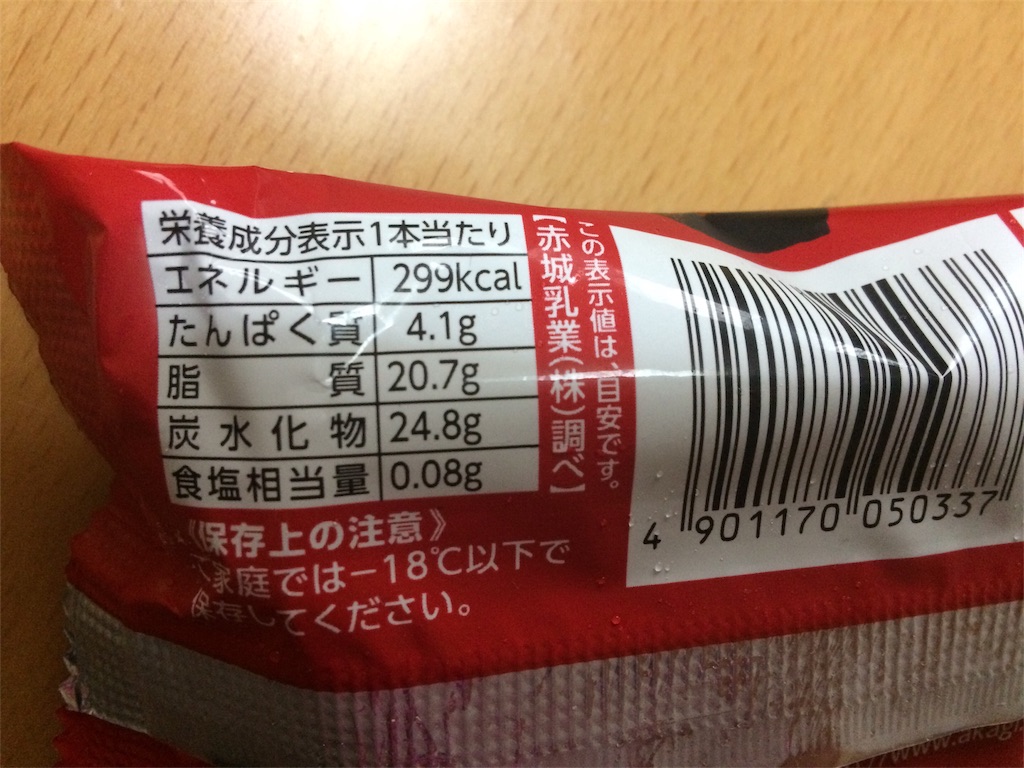 栄養成分表示1本当たり
エネルギー 299kcal
たんぱく質 4.1g
脂質 20.7g
炭水化物 24.8g
食塩相当量 0.08g
この表示値は、目安です。
【赤城乳業(株)調べ】
《保存上の注意》
ご家庭では−18℃以下で
保存してください。
4 901170 050337
www.akagi